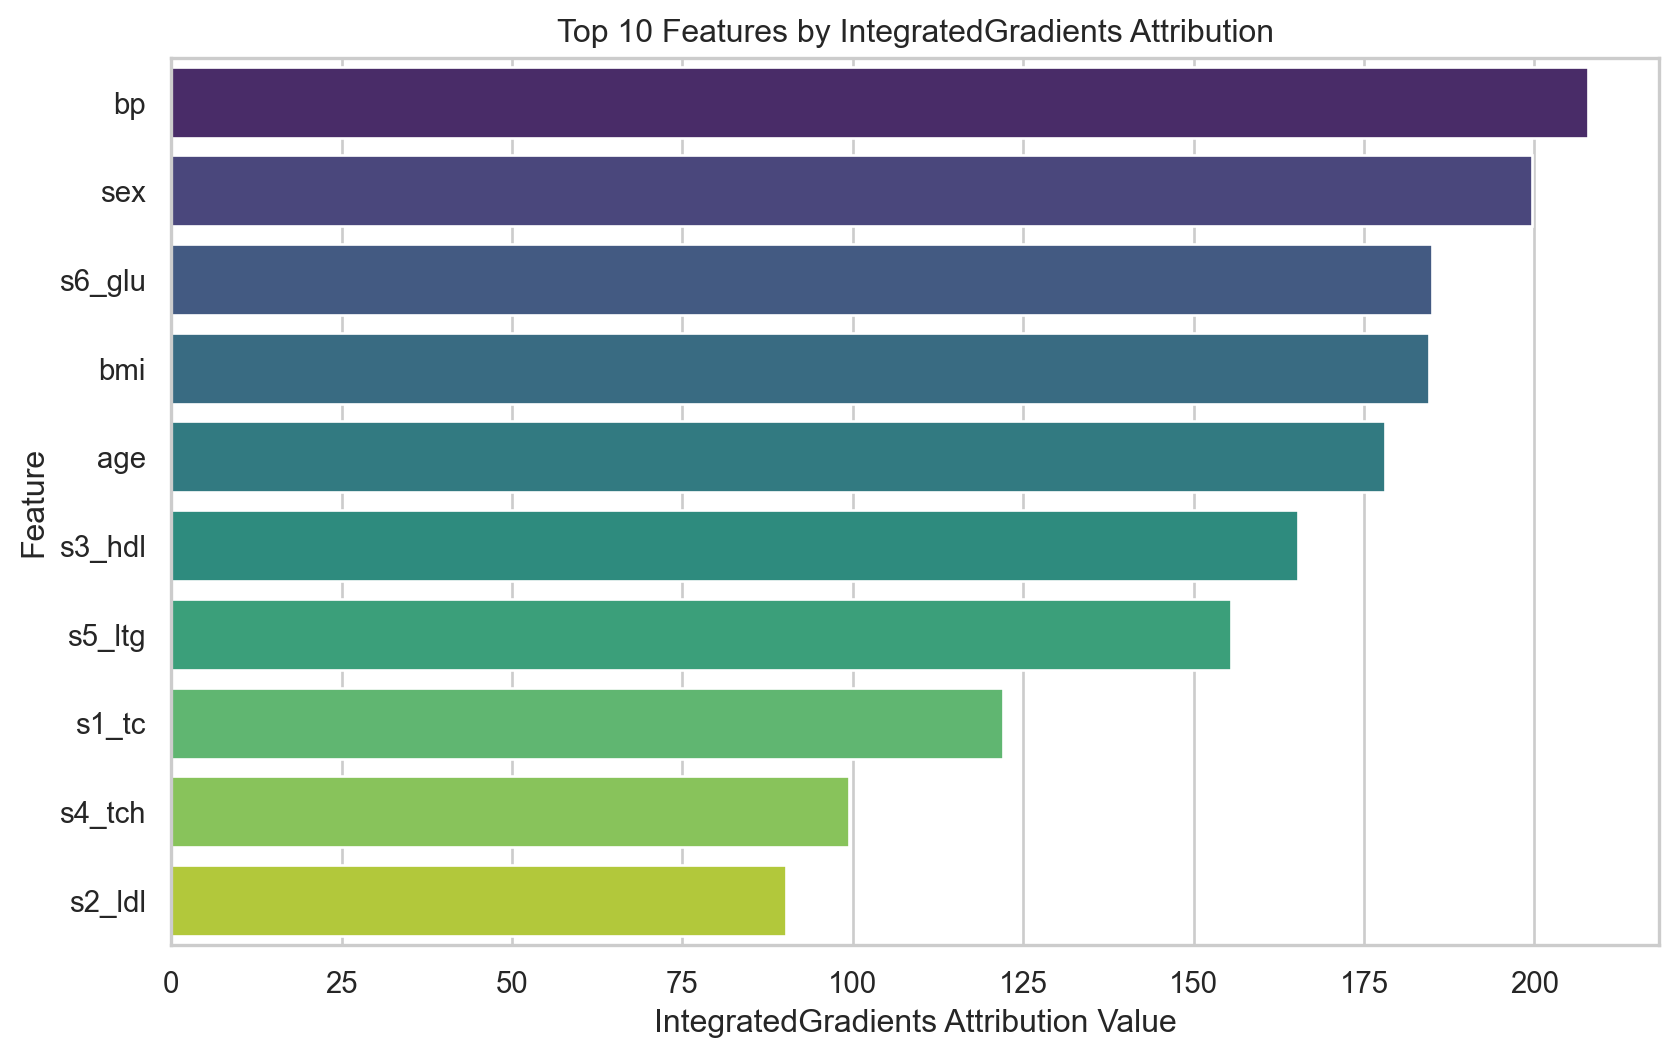 Top 10 Features by IntegratedGradients Attribution
bp
sex
s6_glu
bmi
age
s3_hdl
s5_ltg
s1_tc
s4_tch
s2_ldl
Feature
0 25 50 75 100 125 150 175 200
IntegratedGradients Attribution Value